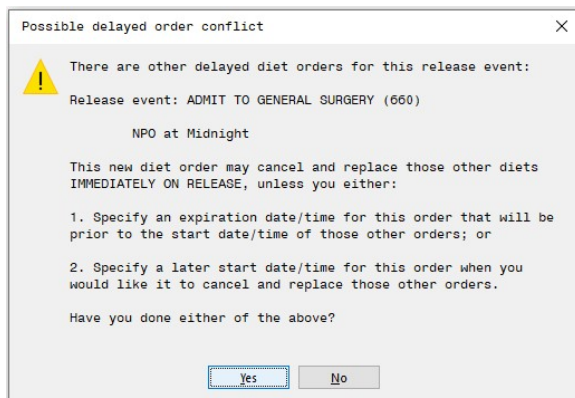 Possible delayed order conflict
There are other delayed diet orders for this release event:
Release event: ADMIT TO GENERAL SURGERY (660)
NPO at Midnight
This new diet order may cancel and replace those other diets
IMMEDIATELY ON RELEASE, unless you either:
1. Specify an expiration date/time for this order that will be
prior to the start date/time of those other orders; or
2. Specify a later start date/time for this order when you
would like it to cancel and replace those other orders.
Have you done either of the above?
Yes
No